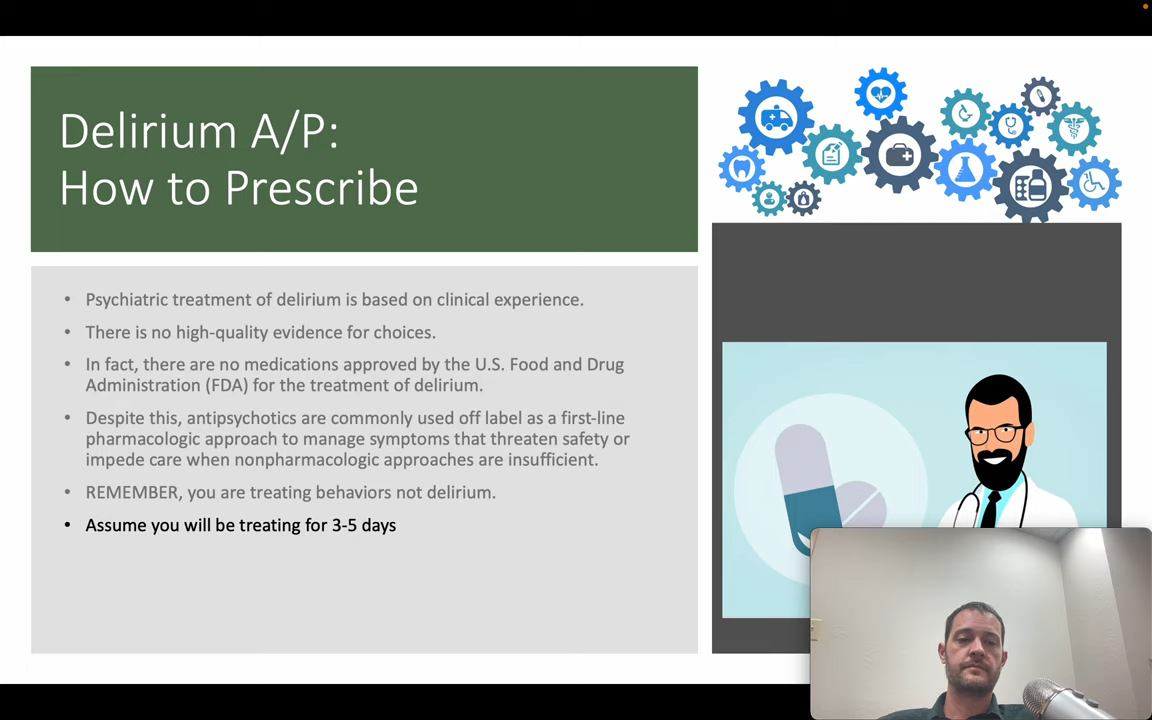 Delirium A/P:
How to Prescribe
• Psychiatric treatment of delirium is based on clinical experience.
• There is no high-quality evidence for choices.
• In fact, there are no medications approved by the U.S. Food and Drug
Administration (FDA) for the treatment of delirium.
• Despite this, antipsychotics are commonly used off label as a first-line
pharmacologic approach to manage symptoms that threaten safety or
impede care when nonpharmacologic approaches are insufficient.
• REMEMBER, you are treating behaviors not delirium.
• Assume you will be treating for 3-5 days